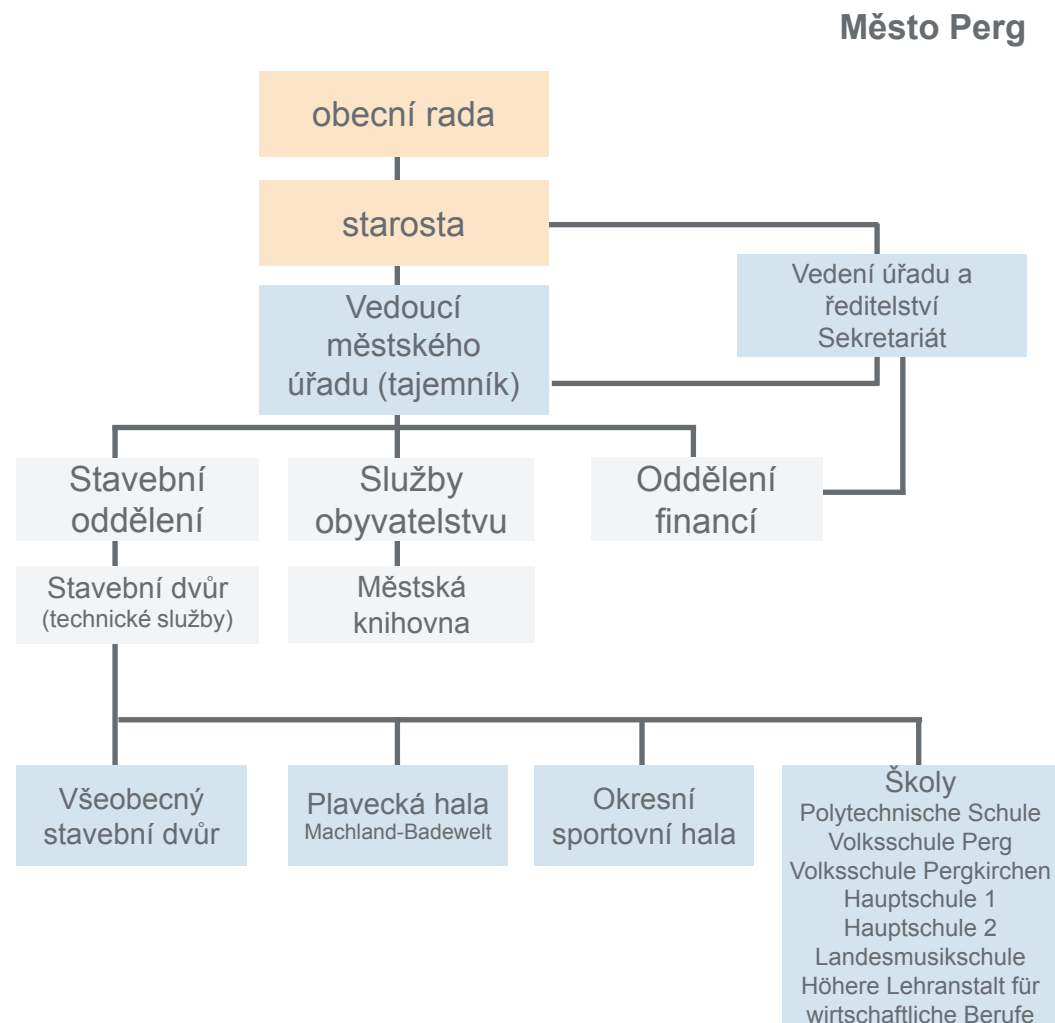 Město Perg
obecní rada
starosta
Vedení úřadu a
ředitelství
Sekretariát
Vedoucí
městského
úřadu (tajemník)
Stavební
oddělení
Služby
obyvatelstvu
Oddělení
financí
Stavební dvůr
(technické služby)
Městská
knihovna
Všeobecný
stavební dvůr
Plavecká hala
Machland-Badewelt
Okresní
sportovní hala
Školy
Polytechnische Schule
Volksschule Perg
Volksschule Pergkirchen
Hauptschule 1
Hauptschule 2
Landesmusikschule
Höhere Lehranstalt für
wirtschaftliche Berufe